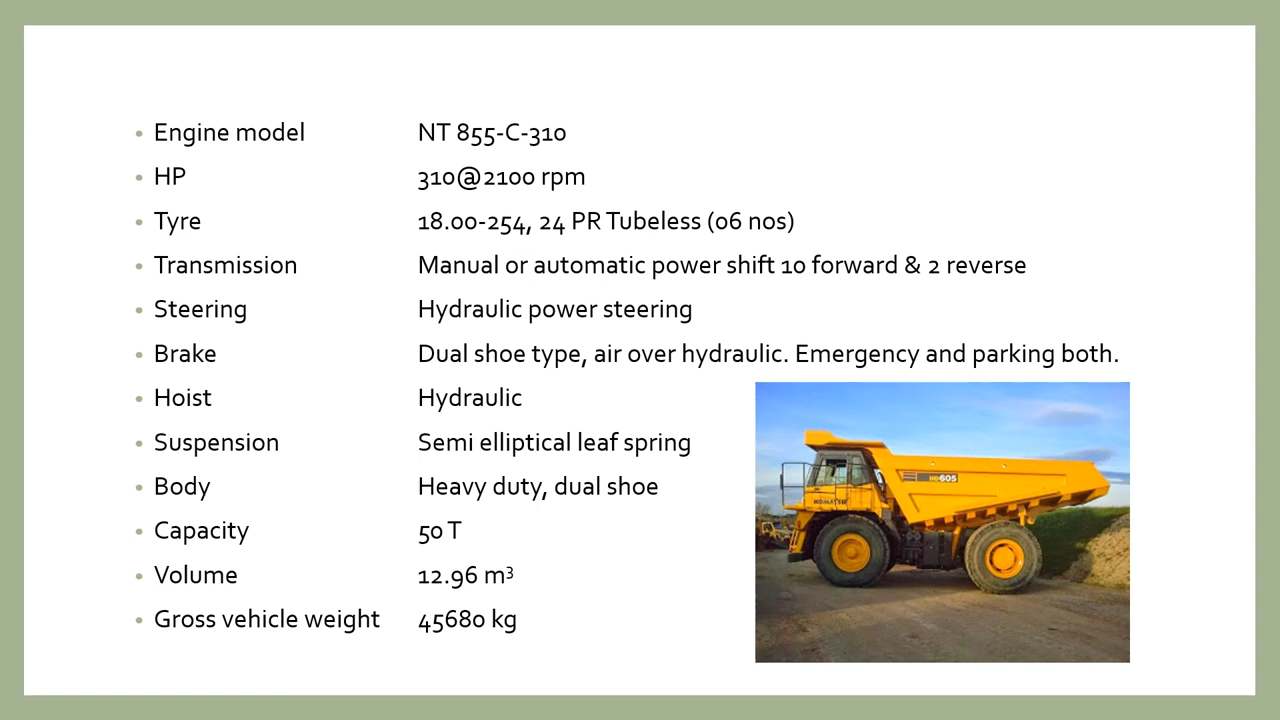 • Engine model NT 855-C-310
• HP 310@2100 rpm
• Tyre 18.00-254, 24 PR Tubeless (06 nos)
• Transmission Manual or automatic power shift 10 forward & 2 reverse
• Steering Hydraulic power steering
• Brake Dual shoe type, air over hydraulic. Emergency and parking both.
• Hoist Hydraulic
• Suspension Semi elliptical leaf spring
• Body Heavy duty, dual shoe
• Capacity 50 T
• Volume 12.96 m³
• Gross vehicle weight 45680 kg
HD605
KOMATSU